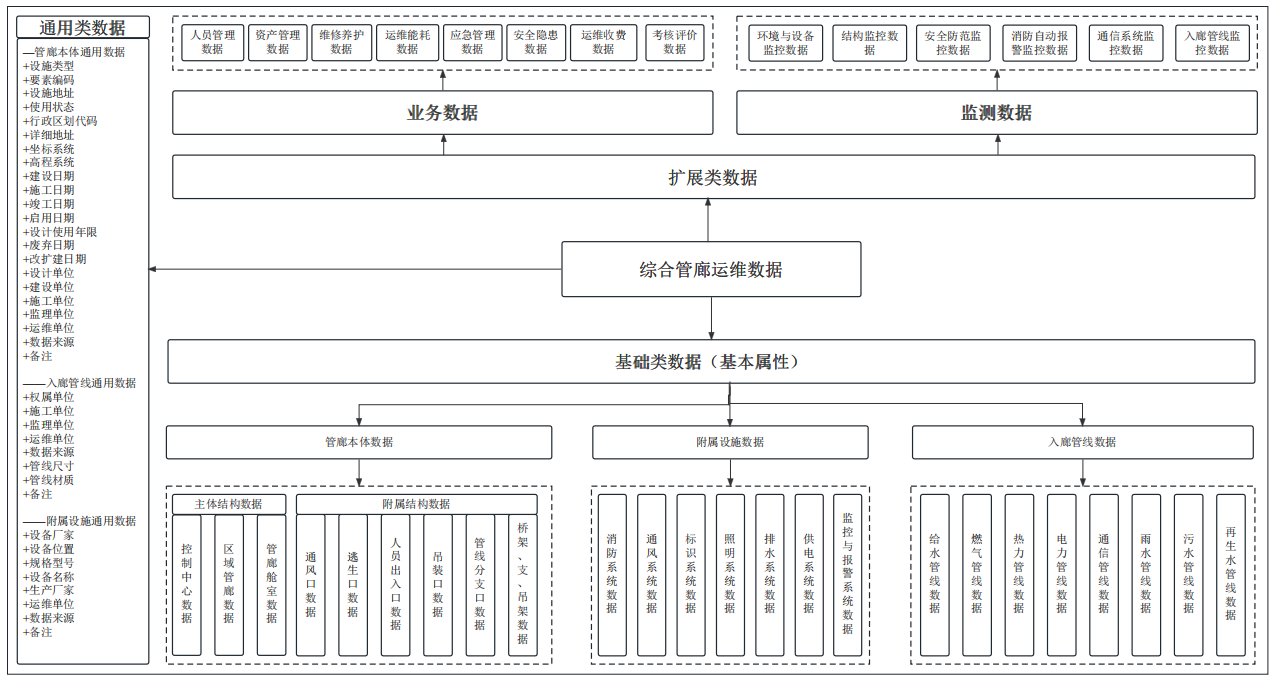 通用类数据
—管廊本体通用数据
+设施类型
+要素编码
+设施地址
+使用状态
+行政区划代码
+详细地址
+坐标系统
+高程系统
+建设日期
+施工日期
+竣工日期
+启用日期
+设计使用年限
+废弃日期
+改扩建日期
+设计单位
+建设单位
+施工单位
+监理单位
+运维单位
+数据来源
+备注
——入廊管线通用数据
+权属单位
+施工单位
+监理单位
+运维单位
+数据来源
+管线尺寸
+管线材质
+备注
——附属设施通用数据
+设备厂家
+设备位置
+规格型号
+设备名称
+生产厂家
+运维单位
+数据来源
+备注
人员管理
数据
资产管理
数据
维修养护
数据
运维能耗
数据
应急管理
数据
安全隐患
数据
运维收费
数据
考核评价
数据
环境与设备
监控数据
结构监控数
据
安全防范监
控数据
消防自动报
警监控数据
通信系统监
控数据
入廊管线监
控数据
业务数据
监测数据
扩展类数据
综合管廊运维数据
基础类数据（基本属性）
管廊本体数据
附属设施数据
入廊管线数据
主体结构数据
附属结构数据
控制中心数据
区域管廊数据
管廊舱室数据
通风口数据
逃生口数据
人员出入口数据
吊装口数据
管线分支口数据
桥架、支、吊架数据
消防系统数据
通风系统数据
标识系统数据
照明系统数据
排水系统数据
供电系统数据
监控与报警系统数据
给水管线数据
燃气管线数据
热力管线数据
电力管线数据
通信管线数据
雨水管线数据
污水管线数据
再生水管线数据